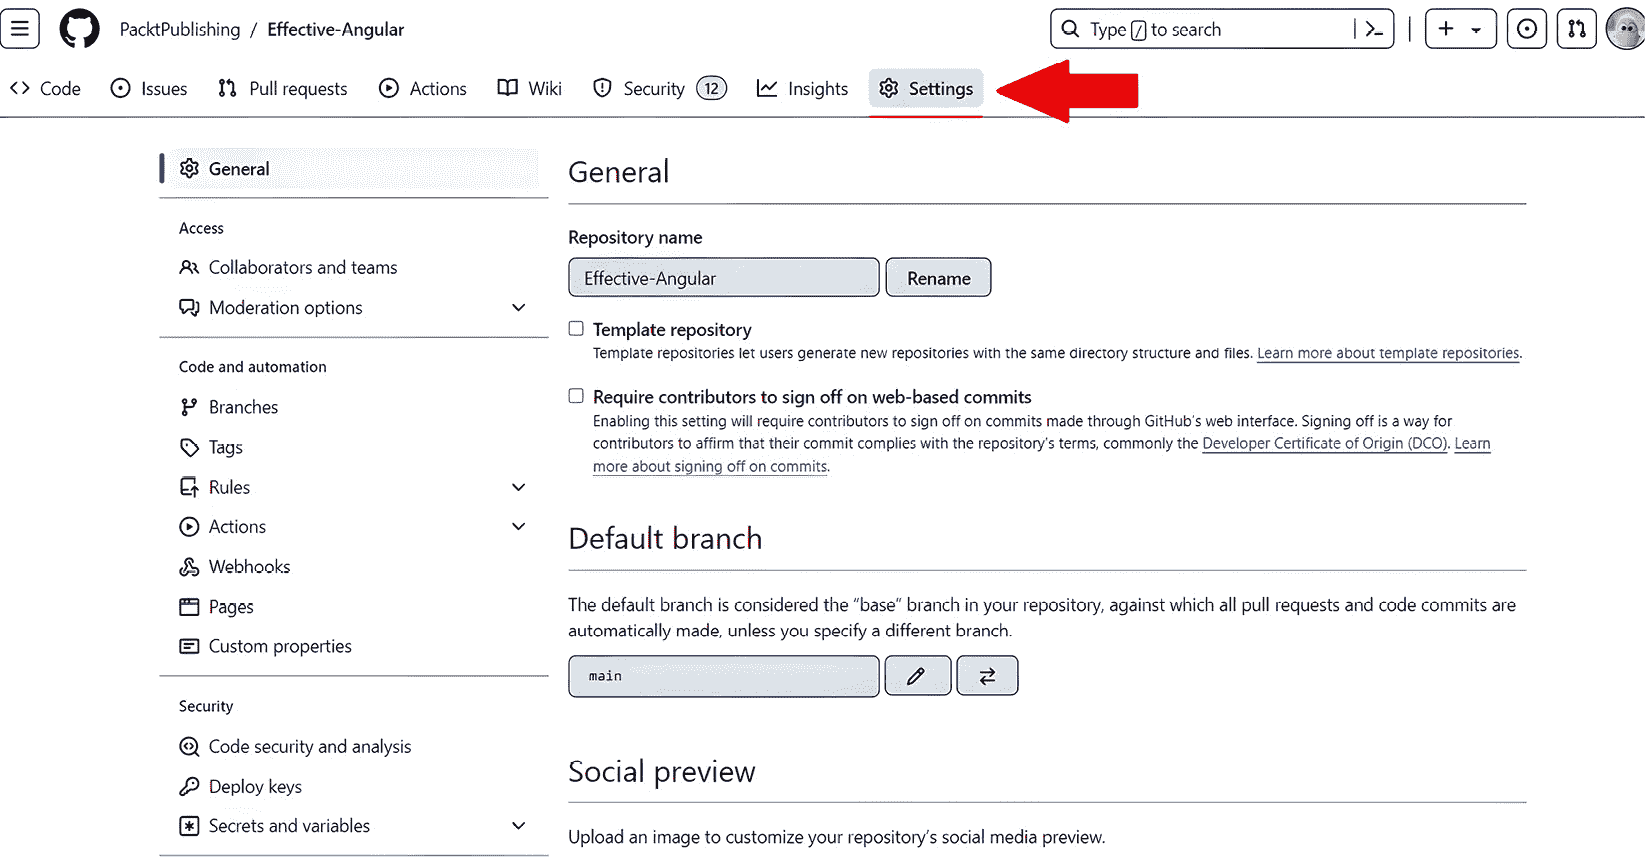 PacktPublishing / Effective-Angular
Type / to search
Code Issues Pull requests Actions Wiki Security 12 Insights Settings
General
Access
Collaborators and teams
Moderation options
Code and automation
Branches
Tags
Rules
Actions
Webhooks
Pages
Custom properties
Security
Code security and analysis
Deploy keys
Secrets and variables
General
Repository name
Effective-Angular Rename
Template repository
Template repositories let users generate new repositories with the same directory structure and files. Learn more about template repositories.
Require contributors to sign off on web-based commits
Enabling this setting will require contributors to sign off on commits made through GitHub's web interface. Signing off is a way for
contributors to affirm that their commit complies with the repository's terms, commonly the Developer Certificate of Origin (DCO). Learn
more about signing off on commits.
Default branch
The default branch is considered the “base” branch in your repository, against which all pull requests and code commits are
automatically made, unless you specify a different branch.
main
Social preview
Upload an image to customize your repository's social media preview.